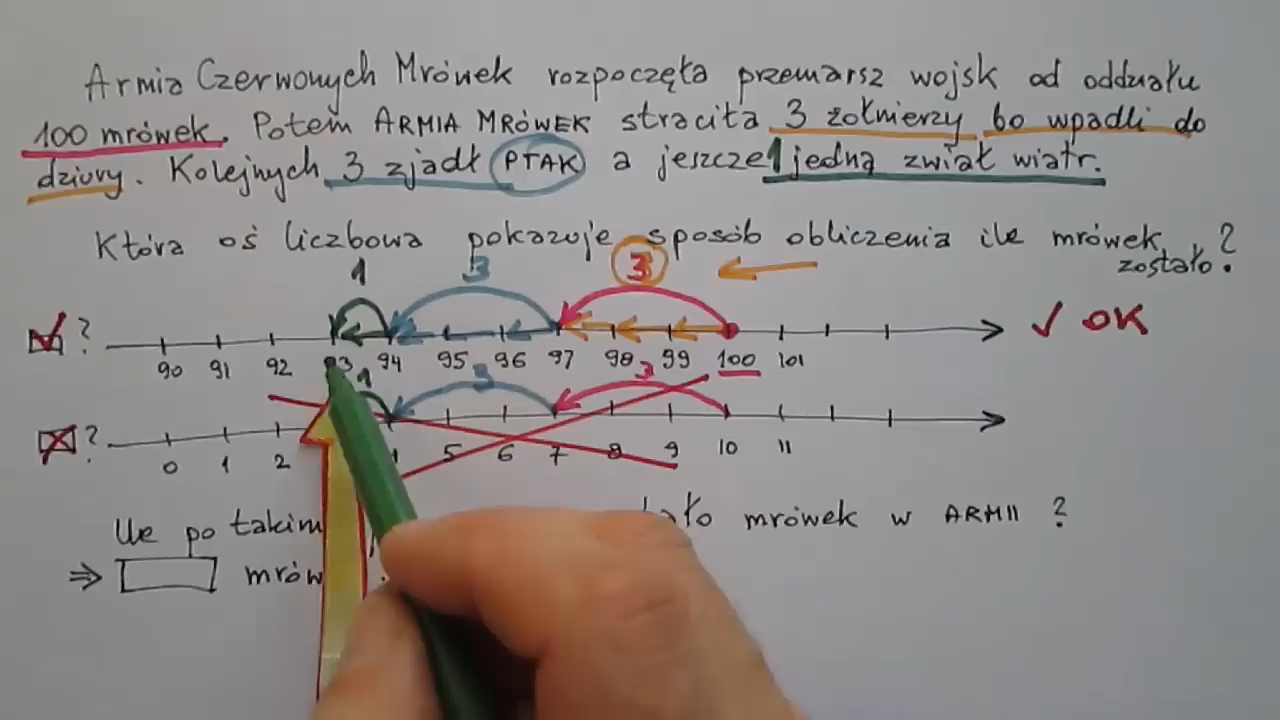 Armia Czerwonych Mrówek rozpoczęła przemarsz wojsk od oddziału
100 mrówek. Potem ARMIA MRÓWEK straciła 3 żołnierzy bo wpadli do
dziury. Kolejnych 3 zjadł PTAK a jeszcze 1 jedną zwiał wiatr.
Która oś liczbowa pokazuje sposób obliczenia ile mrówek
zostało?
1 3 3
? ✓ OK
90 91 92 93 94 95 96 97 98 99 100 101
1 3 3
?
0 1 2 5 6 7 8 9 10 11
Ile po takim mrówek w ARMII ?
⇒ mrów